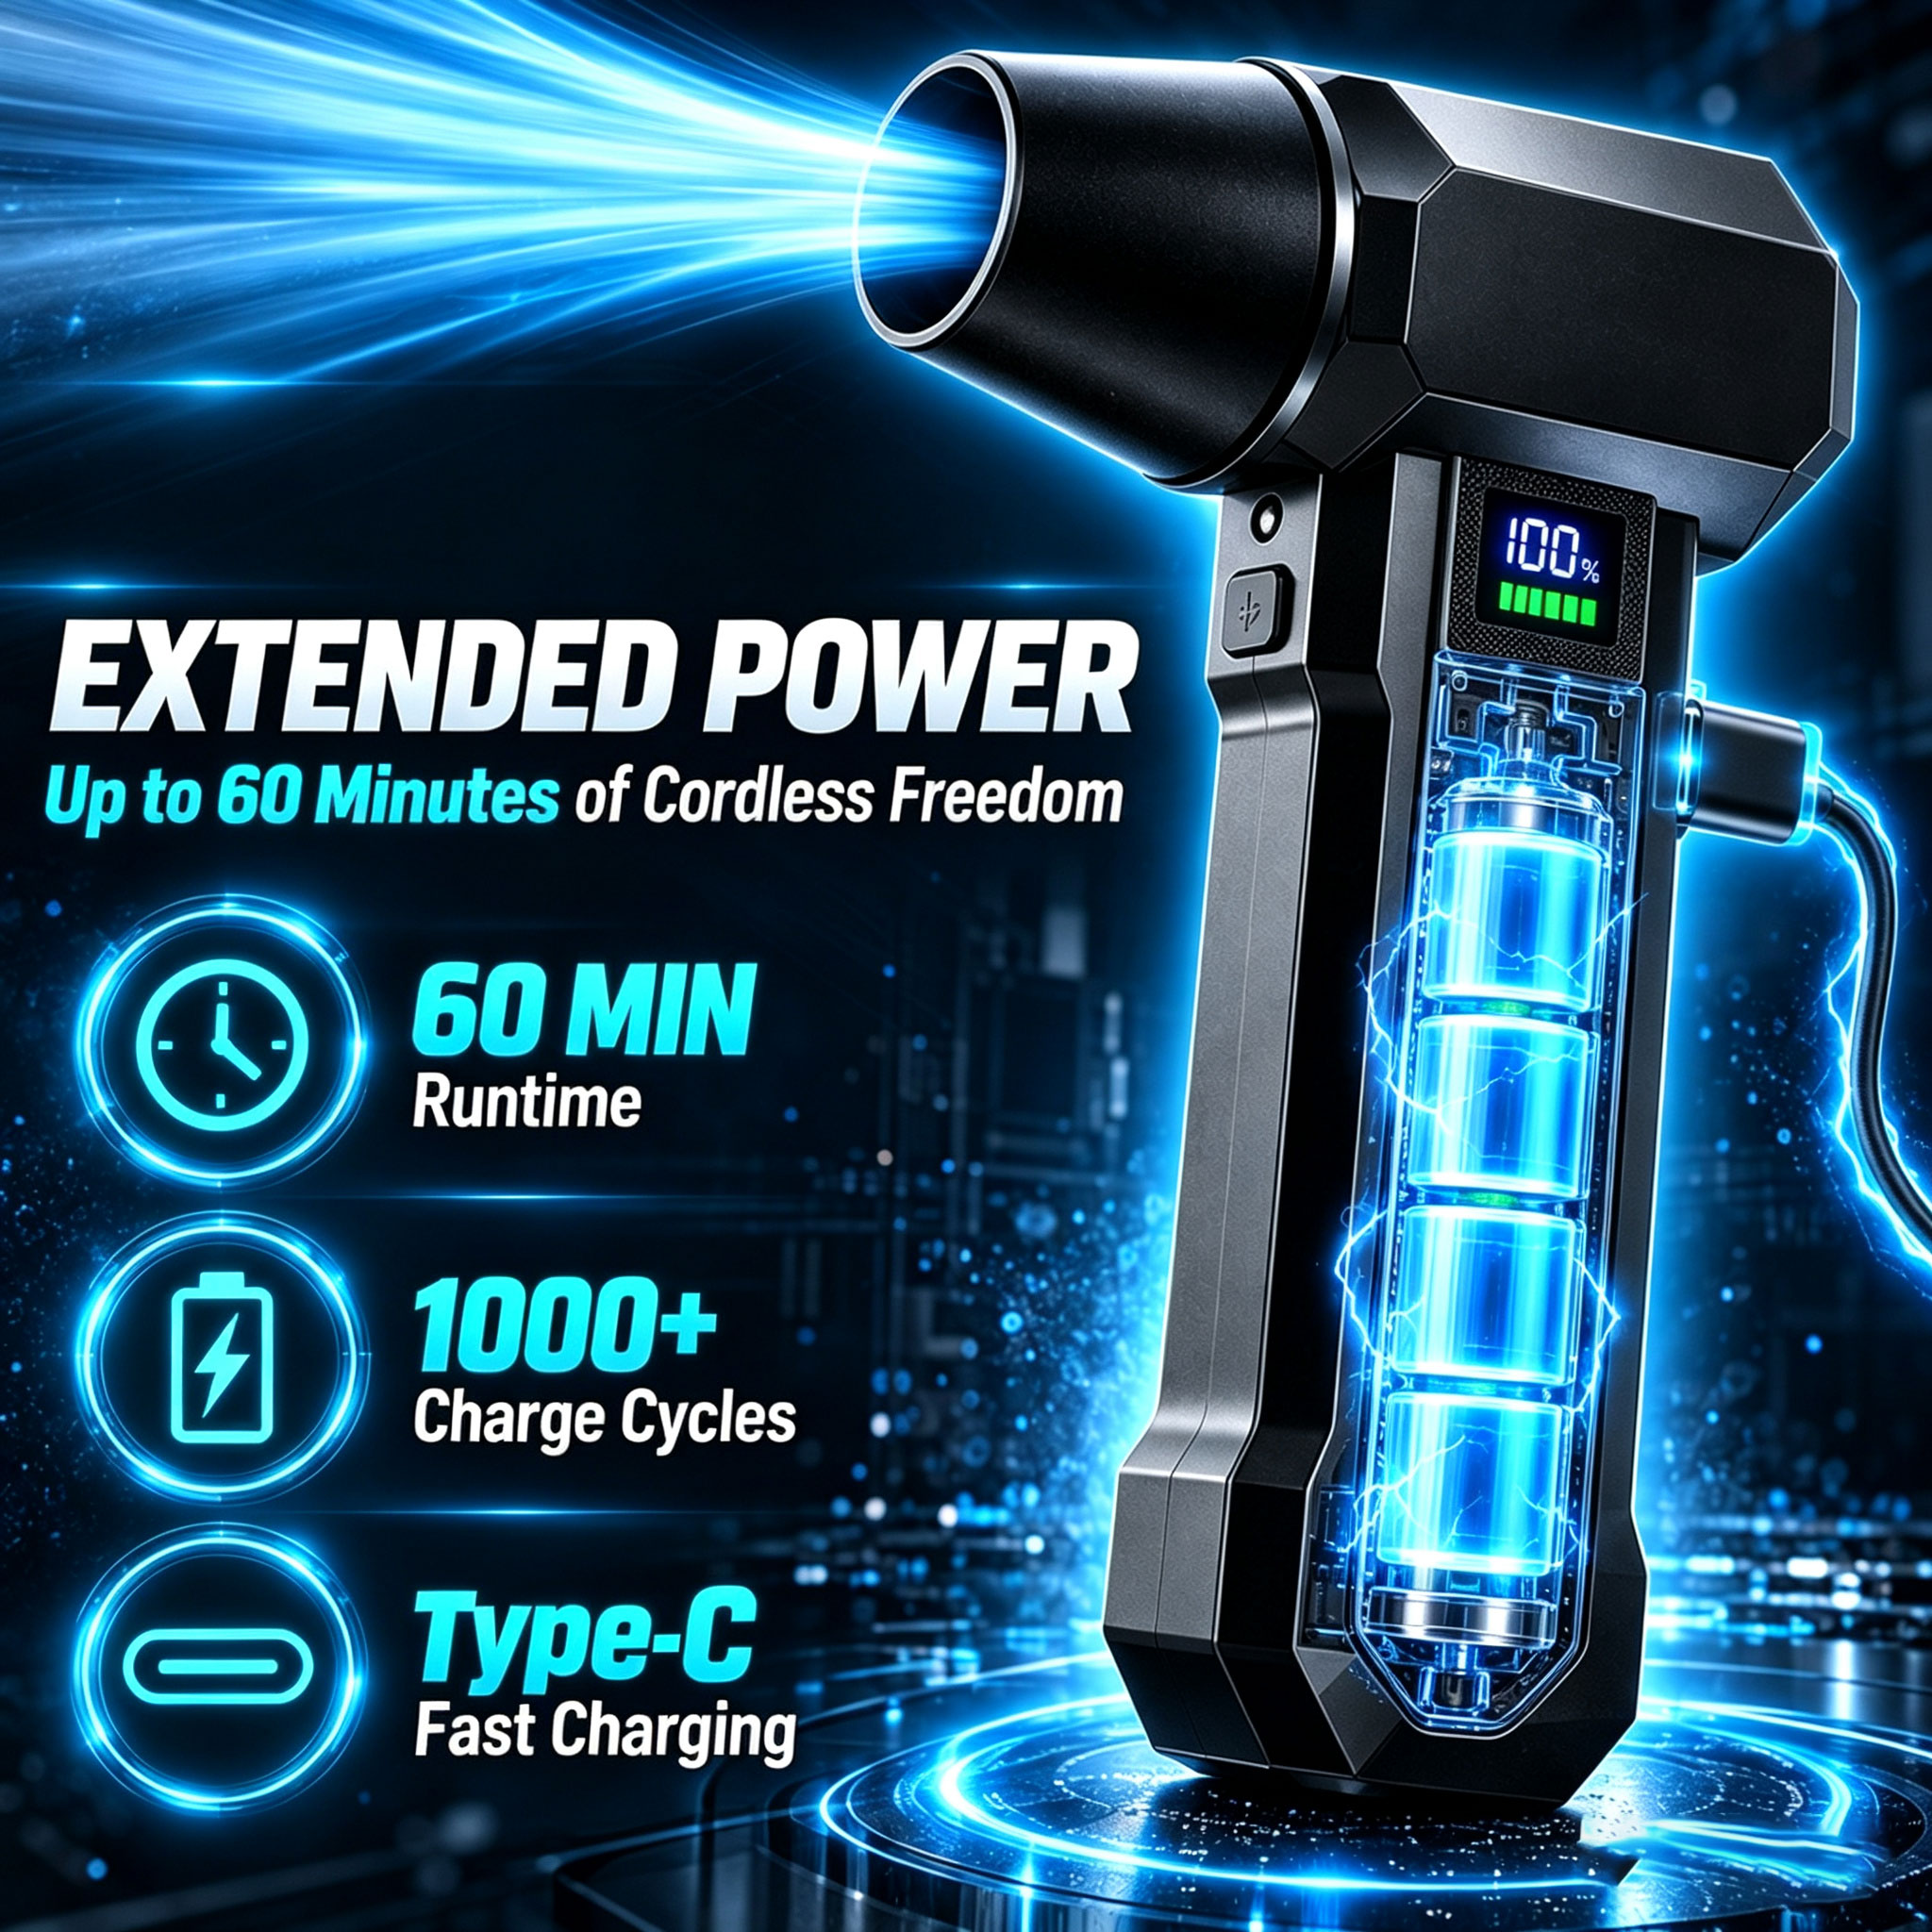 100%
EXTENDED POWER
Up to 60 Minutes of Cordless Freedom
60 MIN
Runtime
1000+
Charge Cycles
Type-C
Fast Charging